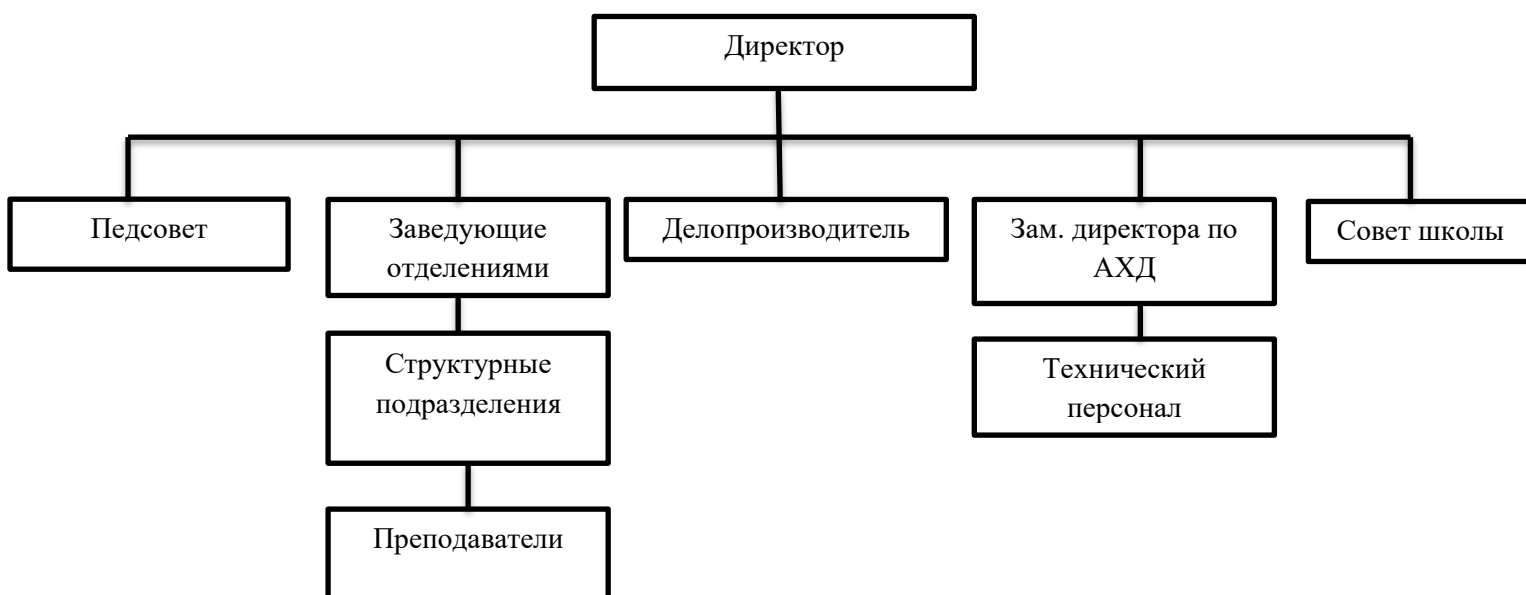 Директор
Педсовет
Заведующие
отделениями
Делопроизводитель
Зам. директора по
АХД
Совет школы
Структурные
подразделения
Технический
персонал
Преподаватели